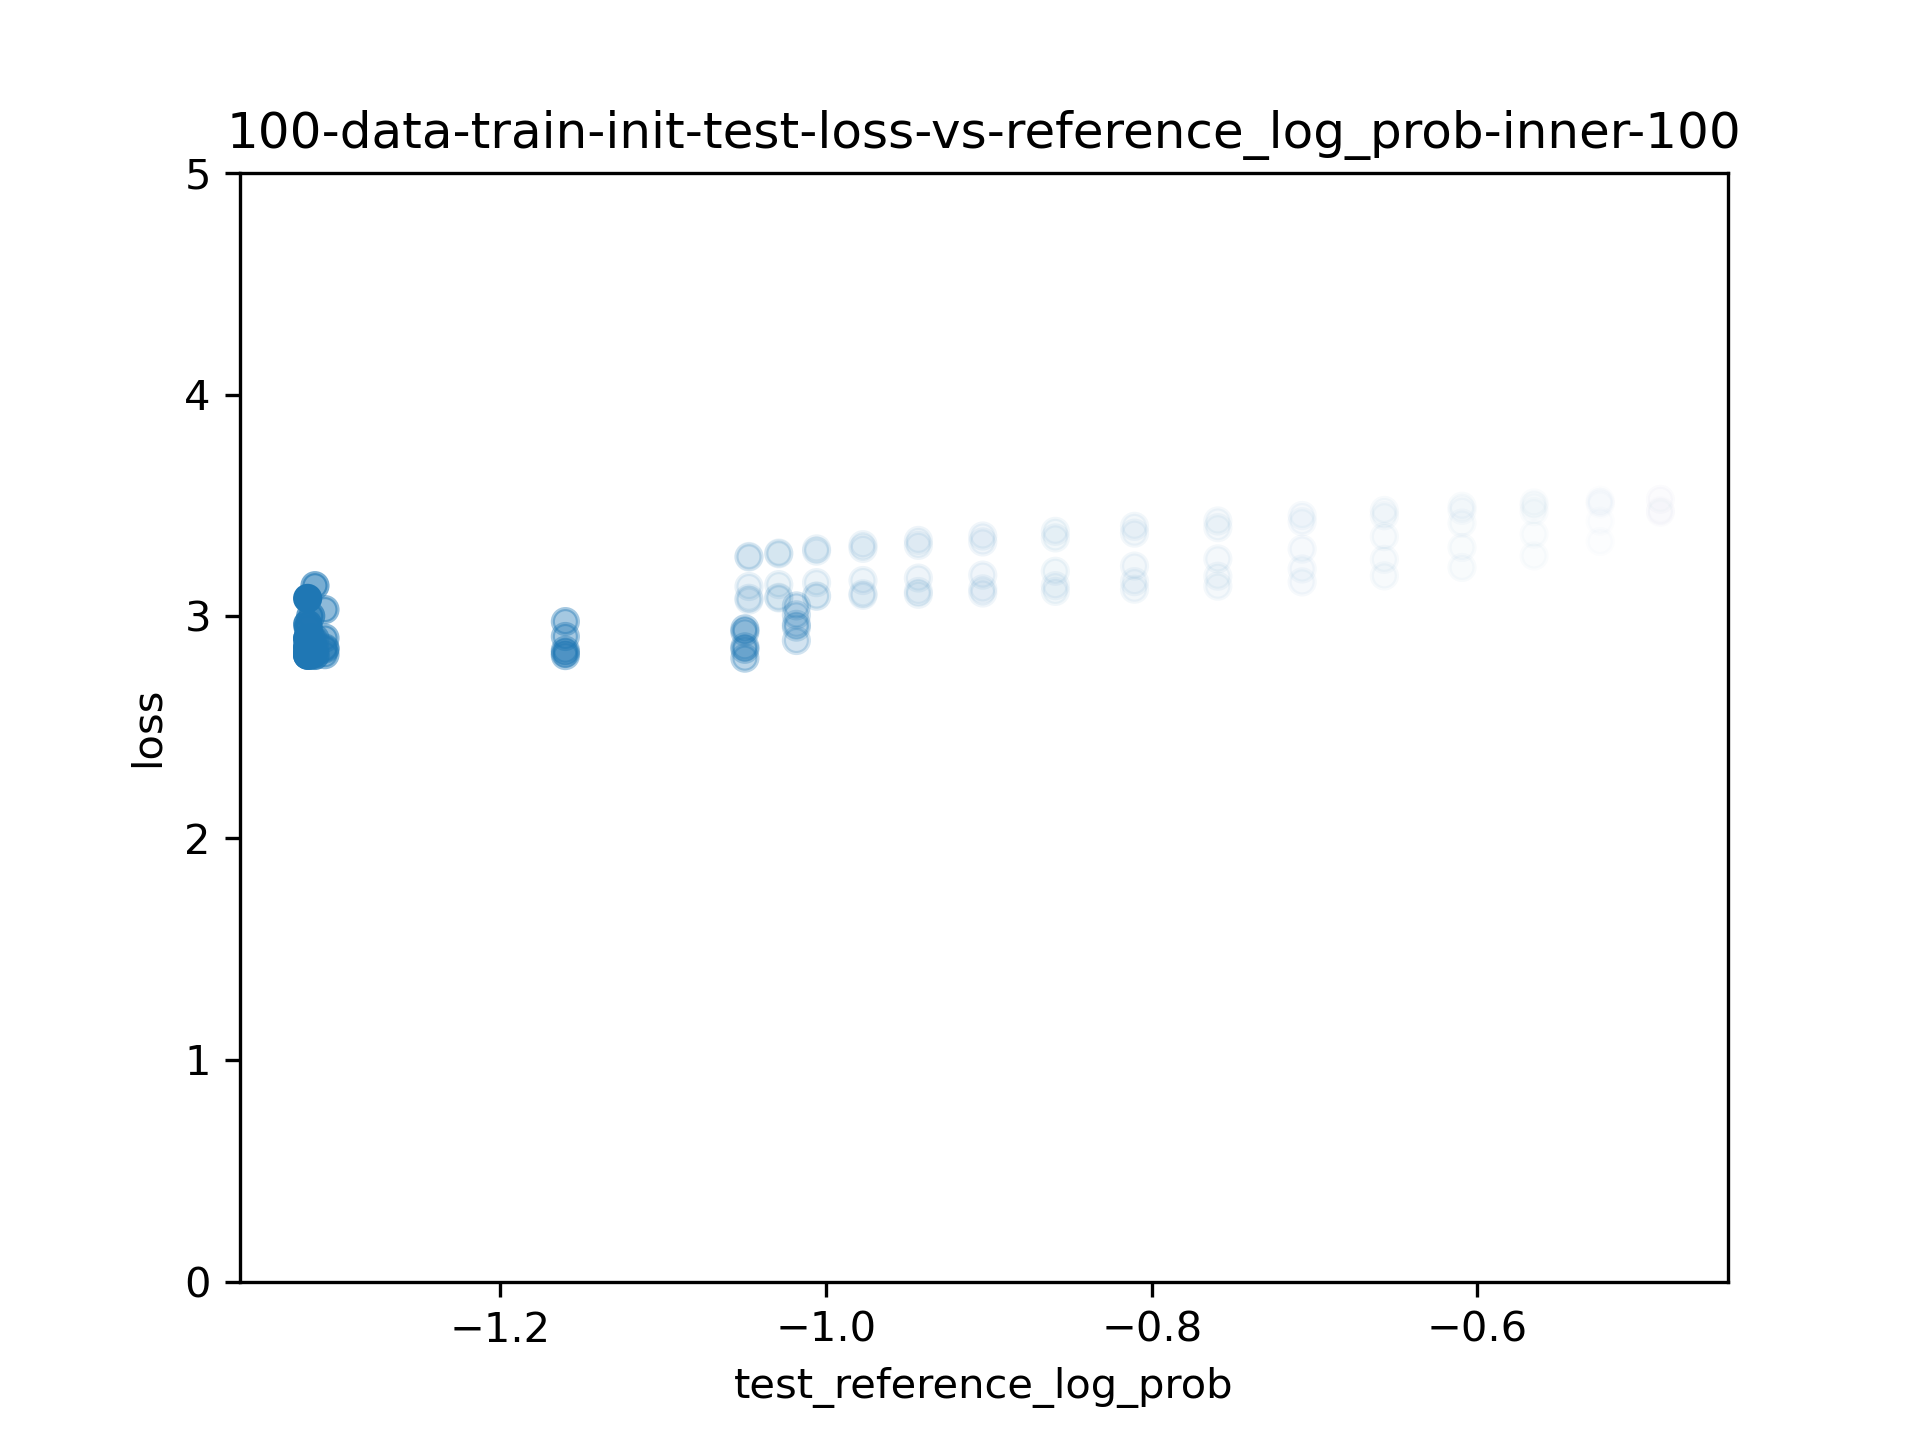 100-data-train-init-test-loss-vs-reference_log_prob-inner-100
5
4
3
2
1
0
loss
−1.2 −1.0 −0.8 −0.6
test_reference_log_prob